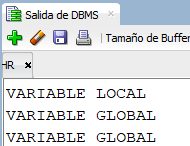 Salida de DBMS
Tamaño de Buffer
HR
VARIABLE LOCAL
VARIABLE GLOBAL
VARIABLE GLOBAL